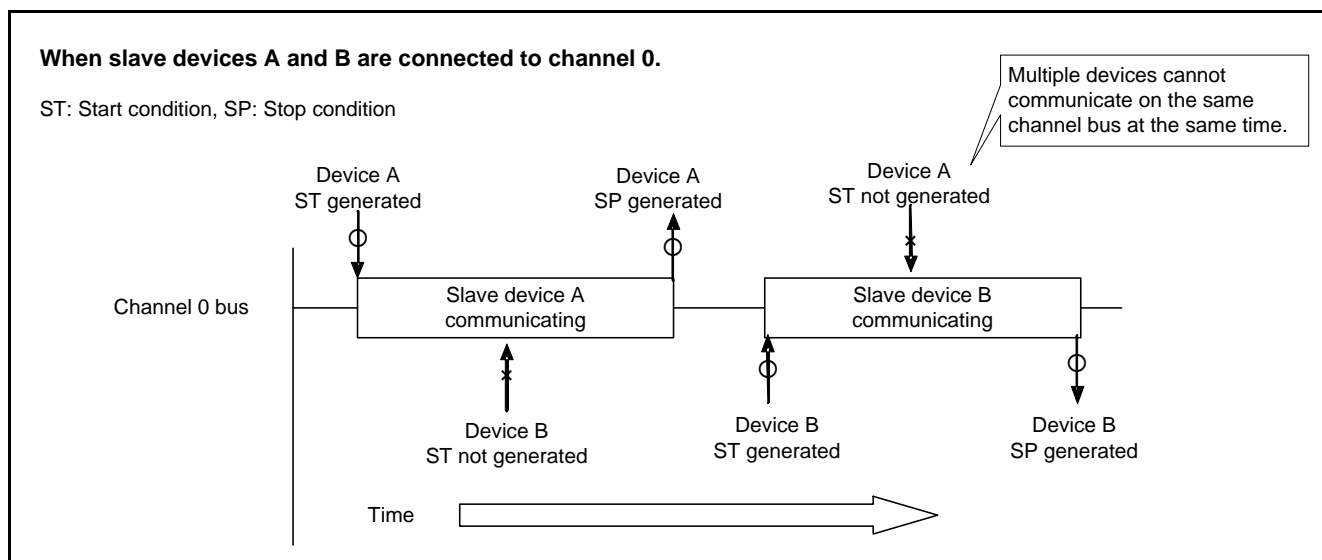 When slave devices A and B are connected to channel 0.
ST: Start condition, SP: Stop condition
Multiple devices cannot
communicate on the same
channel bus at the same time.
Device A
ST generated
Device A
SP generated
Device A
ST not generated
Channel 0 bus
Slave device A
communicating
Slave device B
communicating
Device B
ST not generated
Device B
ST generated
Device B
SP generated
Time